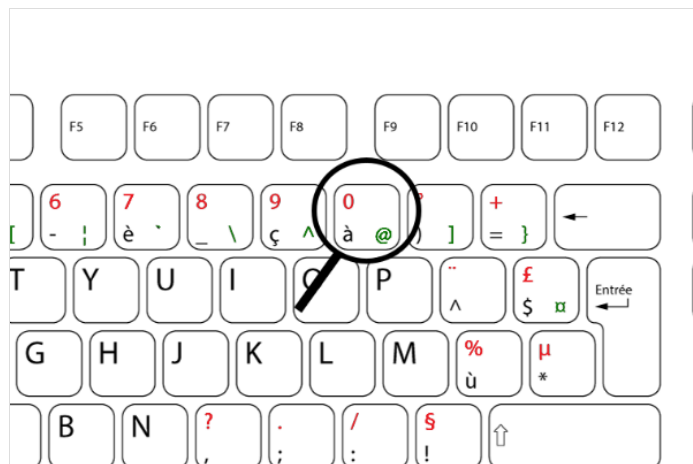 F5 F6 F7 F8 F9 F10 F11 F12
6 7 8 9 0 ° +
[ - ¦ è ` _ \ ç ^ à @ ) ] = }
T Y U I O P ¨ £ Entrée
^ $ ¤
G H J K L M % µ
ù *
B N ? . / §
, ; : !